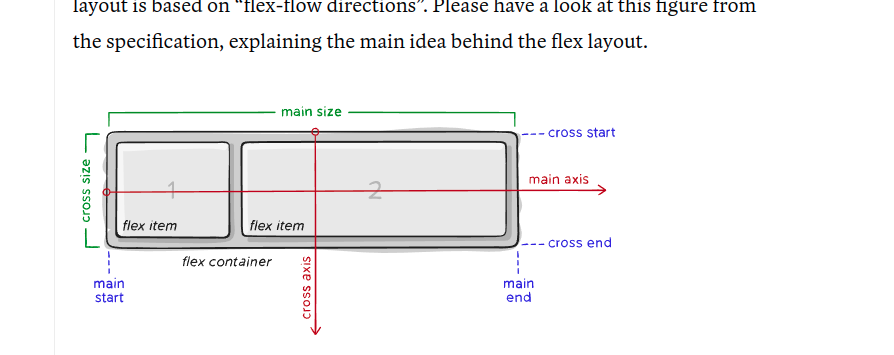 layout is based on “flex-flow directions”. Please have a look at this figure from
the specification, explaining the main idea behind the flex layout.
main size
cross start
cross size
main axis
1
2
flex item
flex item
cross end
flex container
cross axis
main
start
main
end